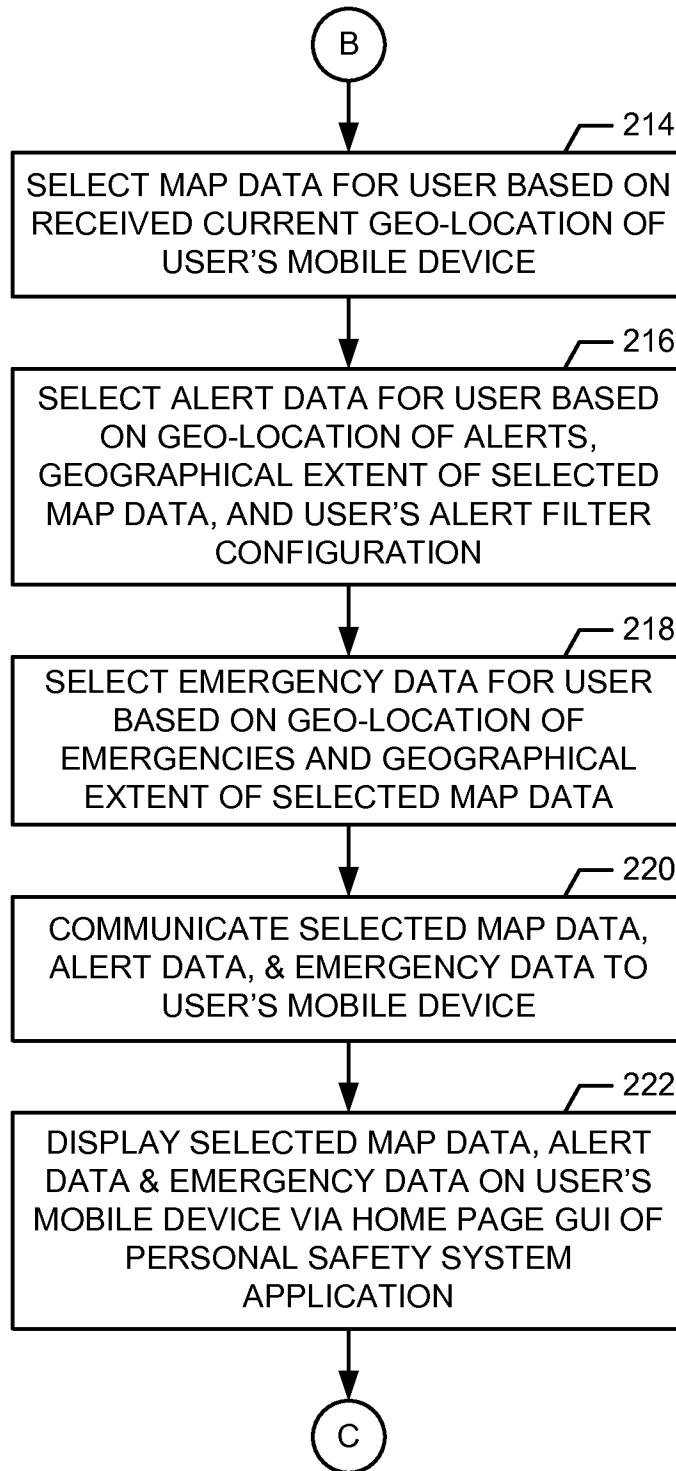 B
214
SELECT MAP DATA FOR USER BASED ON
RECEIVED CURRENT GEO-LOCATION OF
USER'S MOBILE DEVICE
216
SELECT ALERT DATA FOR USER BASED
ON GEO-LOCATION OF ALERTS,
GEOGRAPHICAL EXTENT OF SELECTED
MAP DATA, AND USER'S ALERT FILTER
CONFIGURATION
218
SELECT EMERGENCY DATA FOR USER
BASED ON GEO-LOCATION OF
EMERGENCIES AND GEOGRAPHICAL
EXTENT OF SELECTED MAP DATA
220
COMMUNICATE SELECTED MAP DATA,
ALERT DATA, & EMERGENCY DATA TO
USER'S MOBILE DEVICE
222
DISPLAY SELECTED MAP DATA, ALERT
DATA & EMERGENCY DATA ON USER'S
MOBILE DEVICE VIA HOME PAGE GUI OF
PERSONAL SAFETY SYSTEM
APPLICATION
C